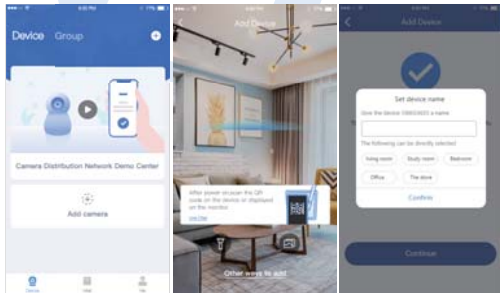 Device Group
Camera Distribution Network Demo Center
Add camera
Device
Me
Add Device
After power on,scan the QR
code on the device or displayed
on the monitor
Other ways to add
Add Device
Set device name
Give the device a name
The following can be directly selected
living room
Study room
Bedroom
Office
The store
Confirm
Continue